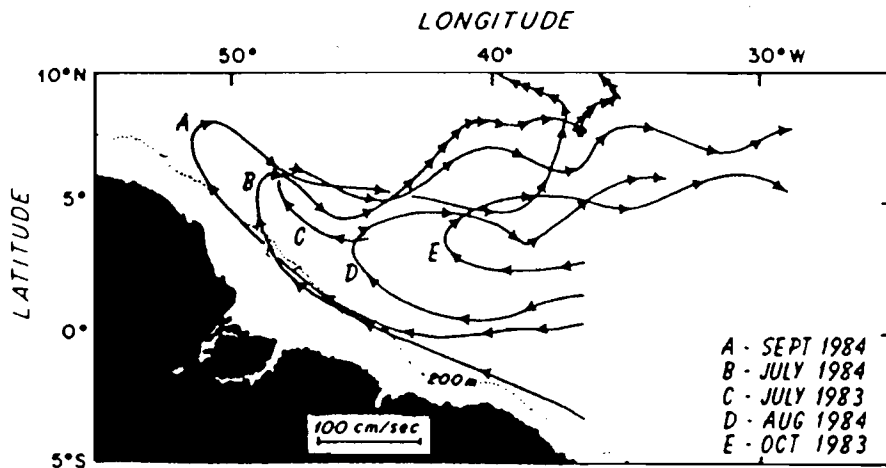 LONGITUDE
50° 40° 30°W
10°N
A
B
5°
C
D
E
LATITUDE
0°
200m
A - SEPT 1984
B - JULY 1984
C - JULY 1983
D - AUG 1984
E - OCT 1983
100 cm/sec
5°S